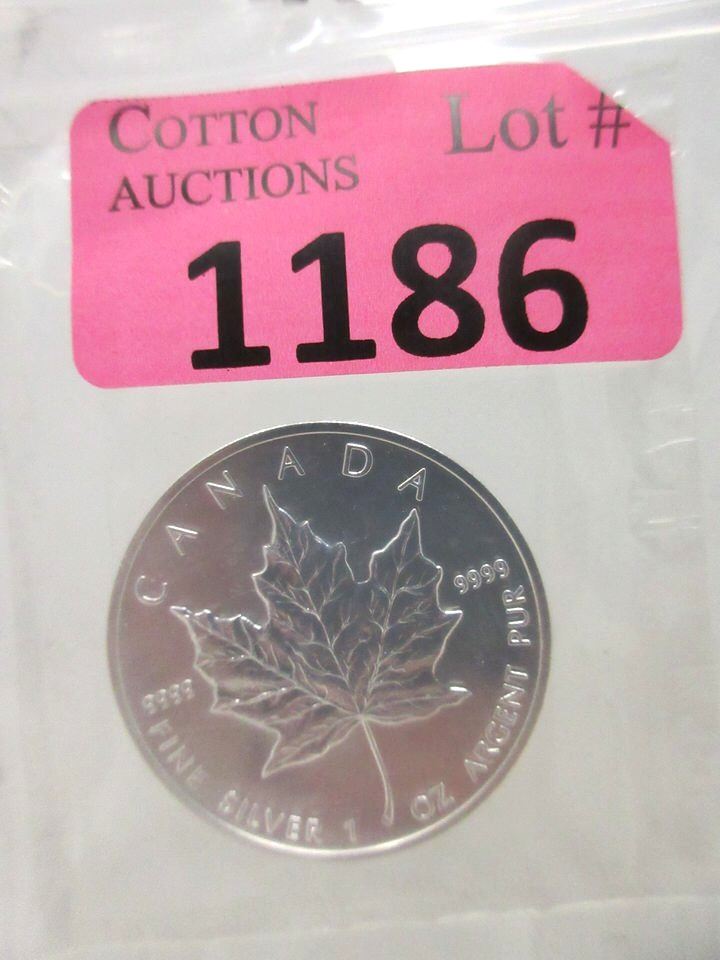 COTTON
AUCTIONS
Lot #
1186
CANADA
9999
9999
FINE SILVER 1 OZ ARGENT PUR